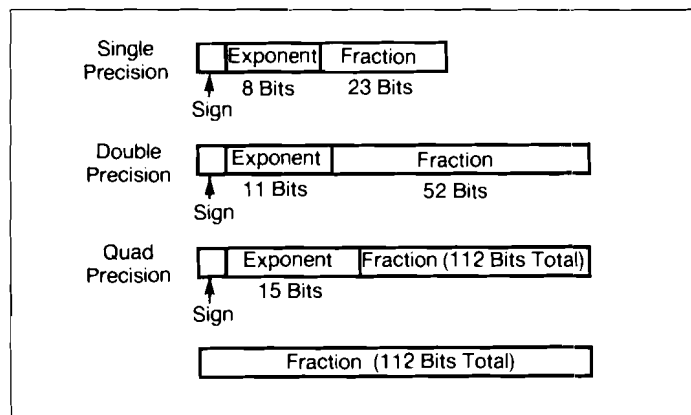 Single Precision
Exponent Fraction
8 Bits 23 Bits
Sign
Double Precision
Exponent Fraction
11 Bits 52 Bits
Sign
Quad Precision
Exponent Fraction (112 Bits Total)
15 Bits
Sign
Fraction (112 Bits Total)